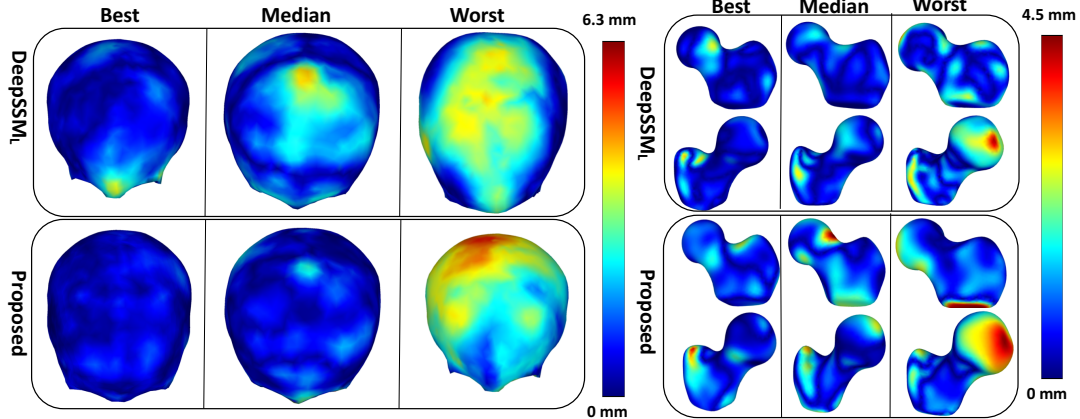 Best Median Worst
6.3 mm
DeepSSML
Proposed
0 mm
Best Median Worst
4.5 mm
DeepSSML
Proposed
0 mm